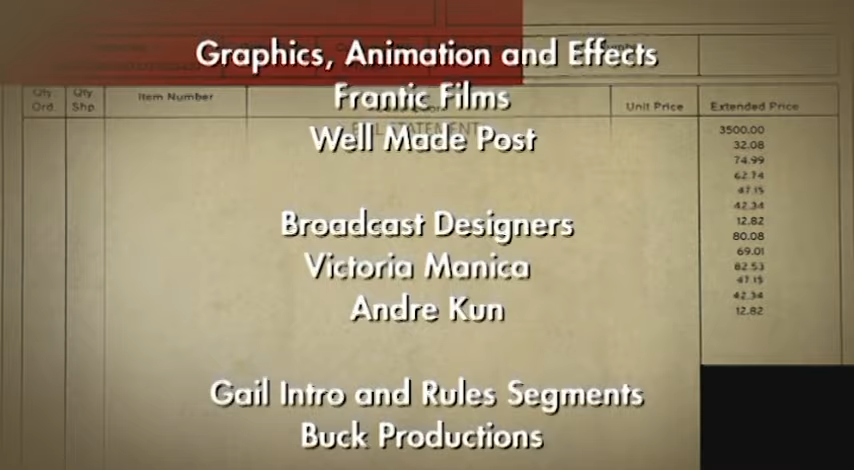 Graphics, Animation and Effects
Frantic Films
Well Made Post
Broadcast Designers
Victoria Manica
Andre Kun
Gail Intro and Rules Segments
Buck Productions
Qty Ord.
Qty Shp.
Item Number
STATEMENT
Unit Price
Extended Price
3500.00
32.08
74.99
62.74
47.15
42.34
12.82
80.08
69.01
82.53
47.15
42.34
12.82